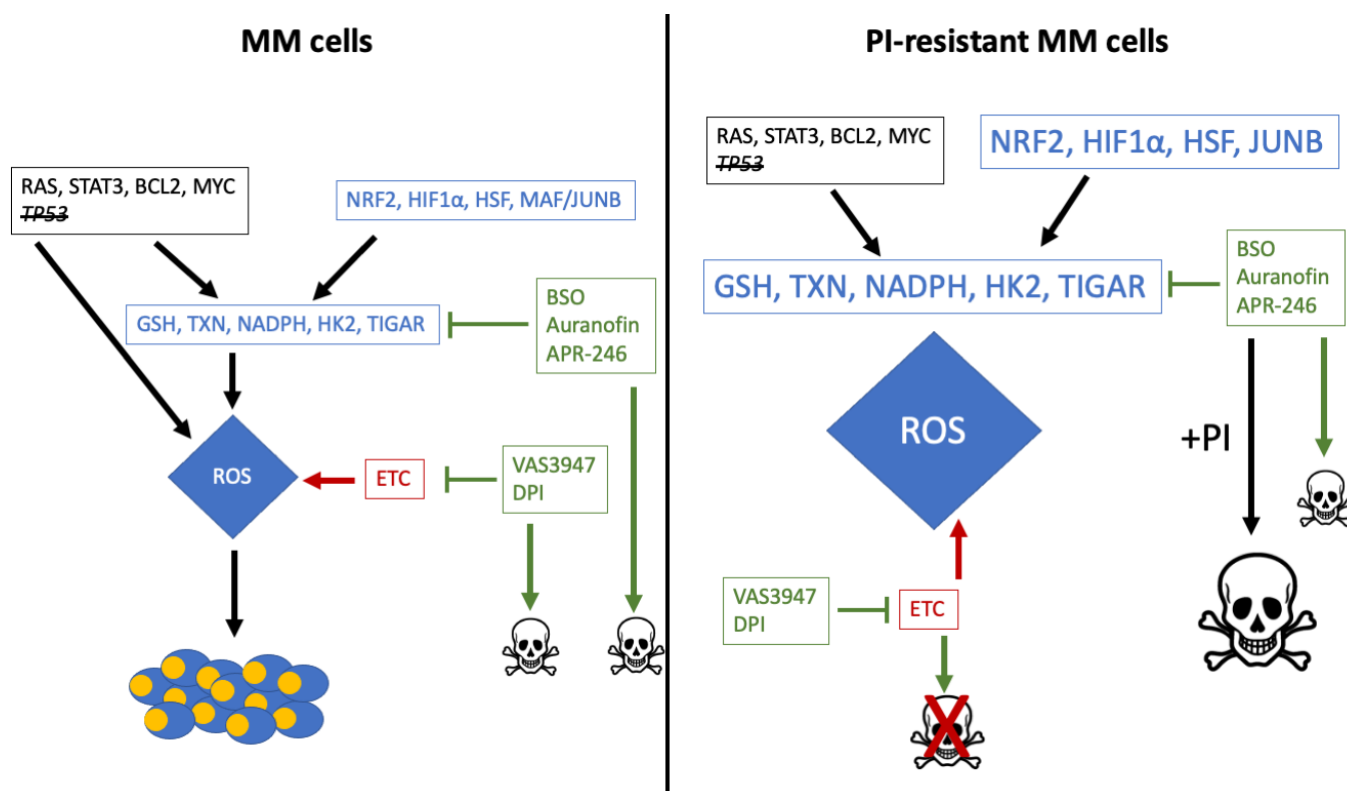 MM cells
RAS, STAT3, BCL2, MYC
TP53
NRF2, HIF1α, HSF, MAF/JUNB
GSH, TXN, NADPH, HK2, TIGAR
BSO
Auranofin
APR-246
ROS
ETC
VAS3947
DPI
PI-resistant MM cells
RAS, STAT3, BCL2, MYC
TP53
NRF2, HIF1α, HSF, JUNB
GSH, TXN, NADPH, HK2, TIGAR
BSO
Auranofin
APR-246
ROS
+PI
VAS3947
DPI
ETC